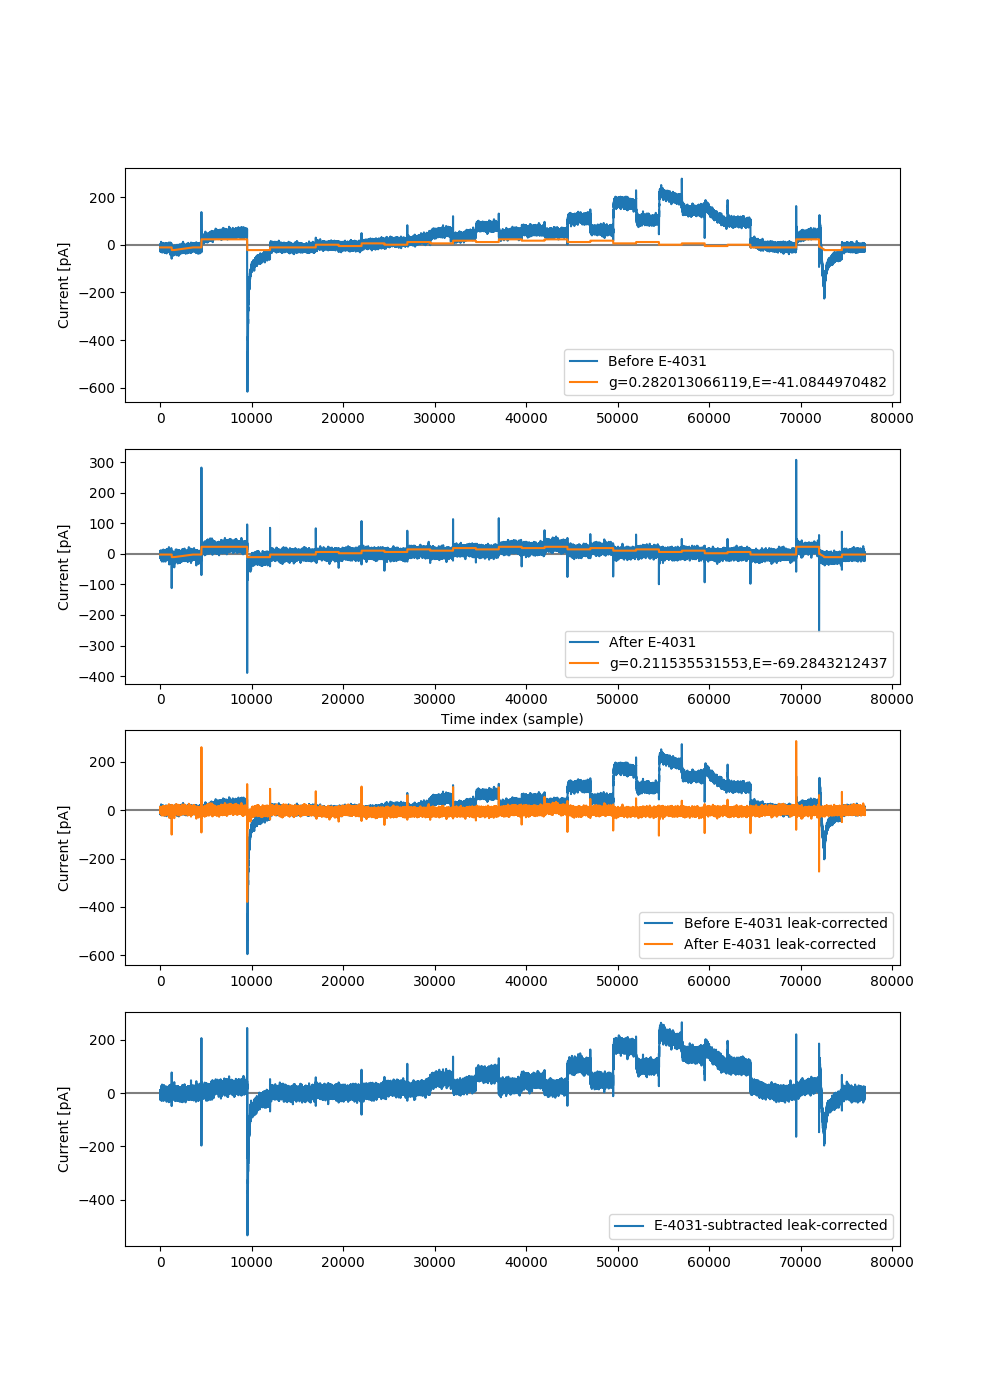 200
0
−200
−400
−600
Current [pA]
Before E-4031
g=0.282013066119,E=-41.0844970482
0 10000 20000 30000 40000 50000 60000 70000 80000
300
200
100
0
−100
−200
−300
−400
Current [pA]
After E-4031
g=0.211535531553,E=-69.2843212437
0 10000 20000 30000 40000 50000 60000 70000 80000
Time index (sample)
200
0
−200
−400
−600
Current [pA]
Before E-4031 leak-corrected
After E-4031 leak-corrected
0 10000 20000 30000 40000 50000 60000 70000 80000
200
0
−200
−400
Current [pA]
E-4031-subtracted leak-corrected
0 10000 20000 30000 40000 50000 60000 70000 80000